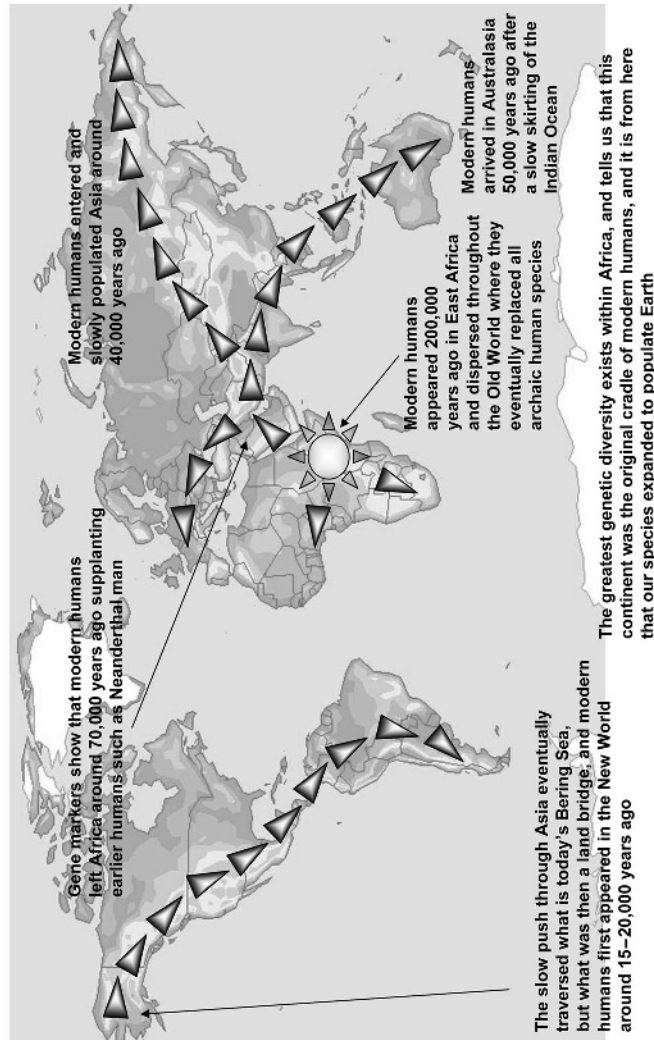 Gene markers show that modern humans
left Africa around 70,000 years ago supplanting
earlier humans such as Neanderthal man
Modern humans entered and
slowly populated Asia around
40,000 years ago
Modern humans
appeared 200,000
years ago in East Africa
and dispersed throughout
the Old World where they
eventually replaced all
archaic human species
Modern humans
arrived in Australasia
50,000 years ago after
a slow skirting of the
Indian Ocean
The slow push through Asia eventually
traversed what is today's Bering Sea,
but what was then a land bridge, and modern
humans first appeared in the New World
around 15–20,000 years ago
The greatest genetic diversity exists within Africa, and tells us that this
continent was the original cradle of modern humans, and it is from here
that our species expanded to populate Earth